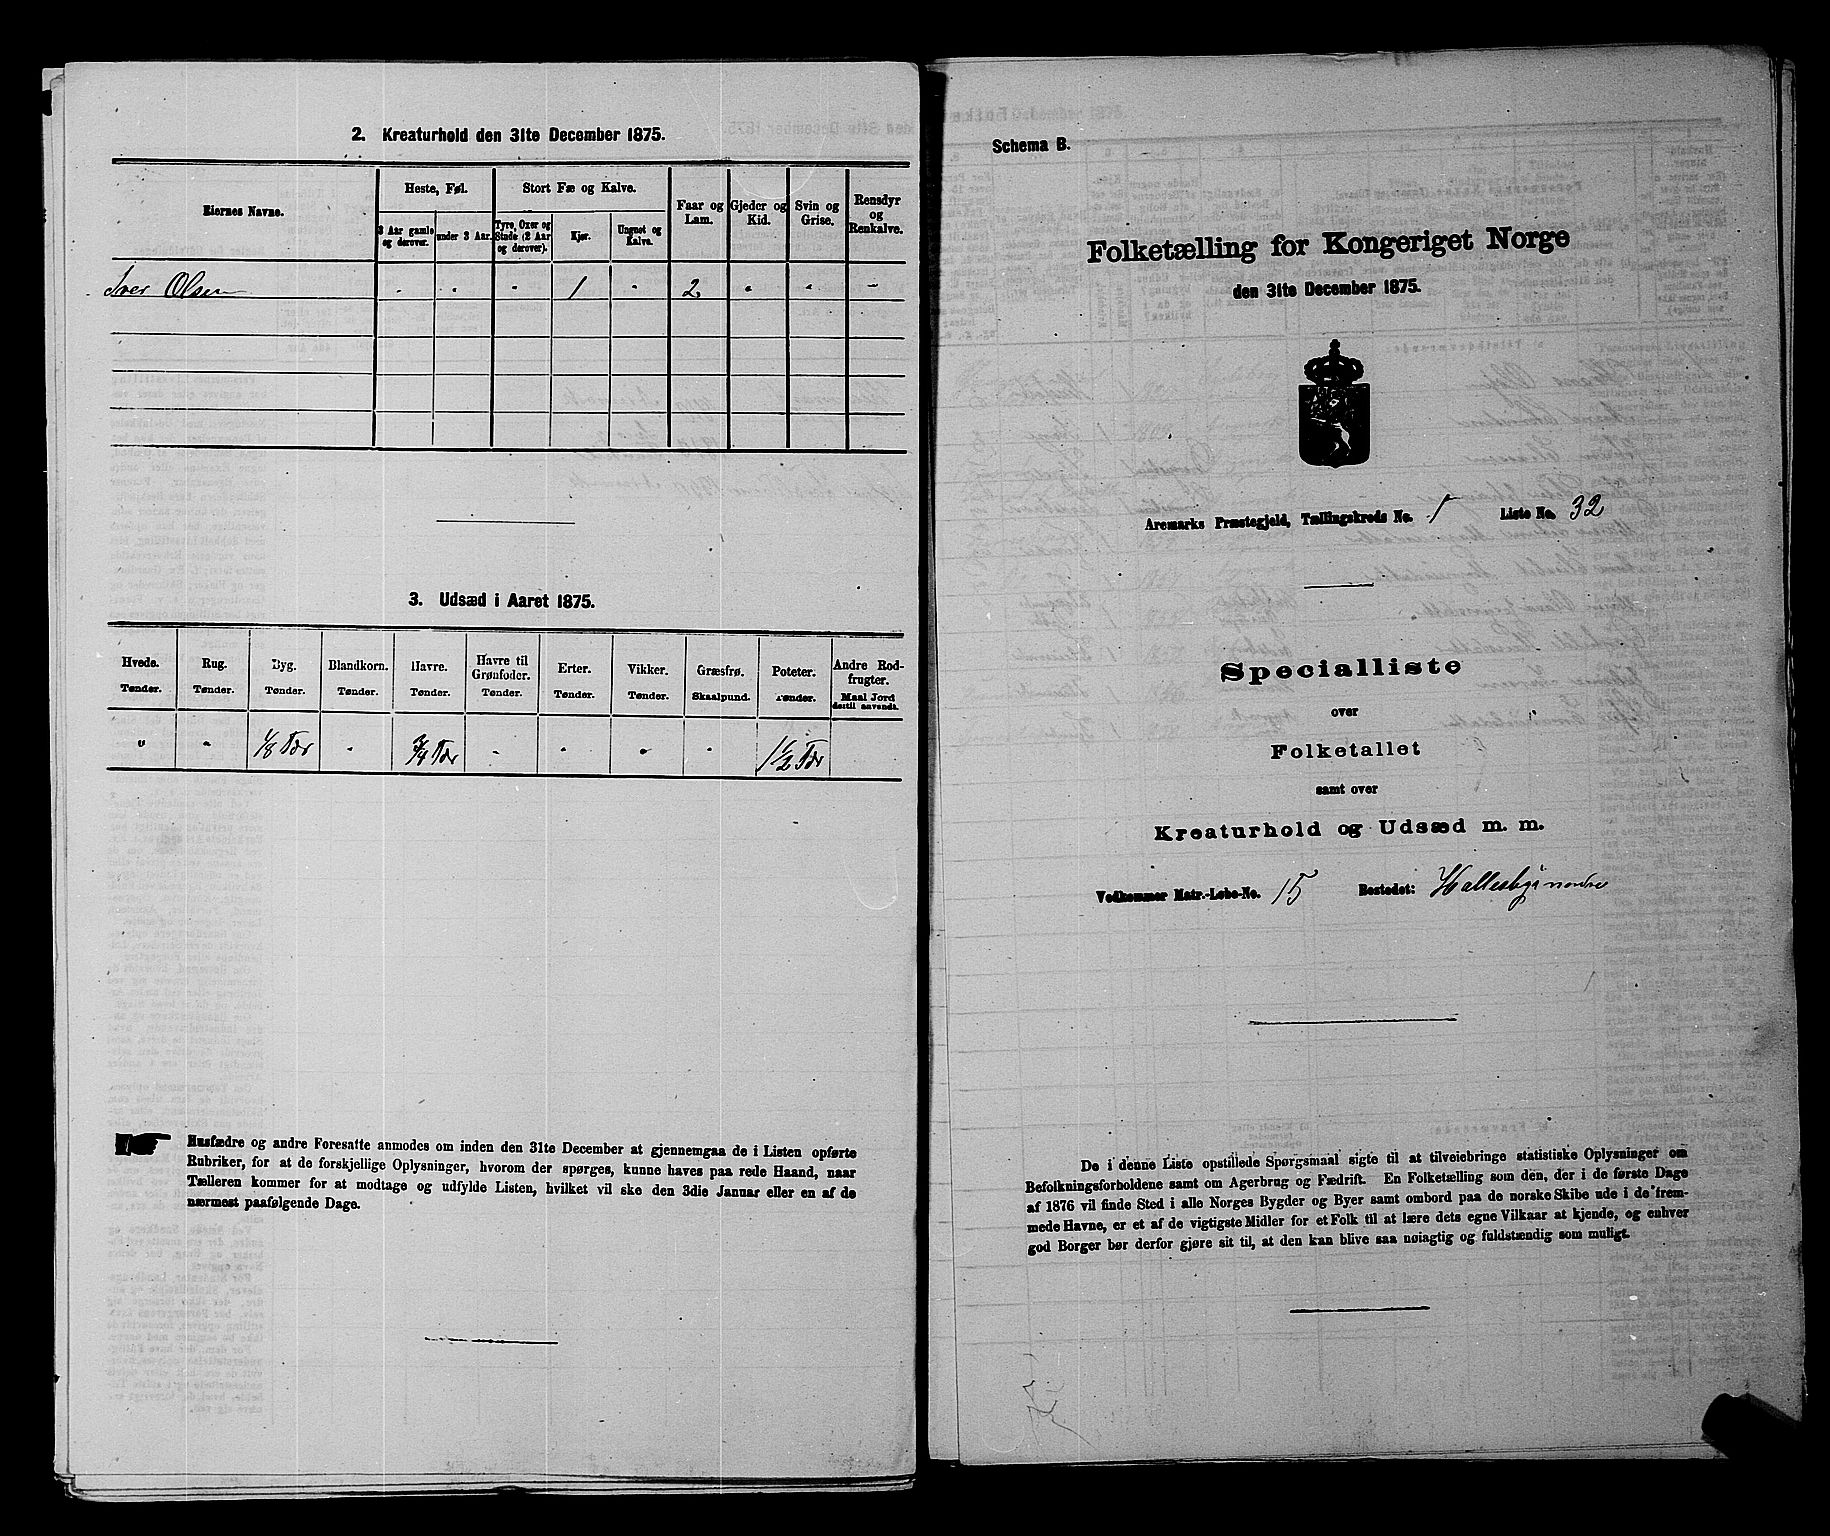 2. Kreaturhold den 31te December 1875.
Eiernes Navne.
Heste, Føl.
3 Aar gamle og derover.
under 3 Aar.
Stort Fæ og Kalve.
Tyre, Oxer og Stude (2 Aar og derover).
Kjør.
Ungnøt og Kalve.
Faar og Lam.
Gjeder og Kid.
Svin og Grise.
Rensdyr og Renkalve.
Iver Olsen " " " 1 " 2 " " "
3. Udsæd i Aaret 1875.
Hvede. Rug. Byg. Blandkorn. Havre. Havre til Grønfoder. Erter. Vikker. Græsfrø. Poteter. Andre Rodfrugter.
Tønder. Tønder. Tønder. Tønder. Tønder. Tønder. Tønder. Tønder. Skaalpund. Tønder. Maal Jord dertil anvendt.
" " 1/8 Tdr " 3/4 Tdr " " " " 1 1/2 Tdr
Husfædre og andre Foresatte anmodes om inden den 31te December at gjennemgaa de i Listen opførte
Rubriker, for at de forskjellige Oplysninger, hvorom der spørges, kunne haves paa rede Haand, naar
Tælleren kommer for at modtage og udfylde Listen, hvilket vil ske den 3die Januar eller en af de
nærmest paafølgende Dage.
Schema B.
Folketælling for Kongeriget Norge
den 31te December 1875.
Aremarks Præstegjeld, Tællingskreds No. 1 Liste No. 32
Specialliste
over
Folketallet
samt over
Kreaturhold og Udsæd m. m.
Vedkommer Matr.-Løbe-No. 15 Bostedet: Hallesby nordre
De i denne Liste opstillede Spørgsmaal sigte til at tilveiebringe statistiske Oplysninger om
Befolkningsforholdene samt om Agerbrug og Fædrift. En Folketælling som den, der i de første Dage
af 1876 vil finde Sted i alle Norges Bygder og Byer samt ombord paa de norske Skibe ude i de frem-
mede Havne, er et af de vigtigste Midler for et Folk til at lære dets egne Vilkaar at kjende, og enhver
god Borger bør derfor gjøre sit til, at den kan blive saa nøiagtig og fuldstændig som muligt.